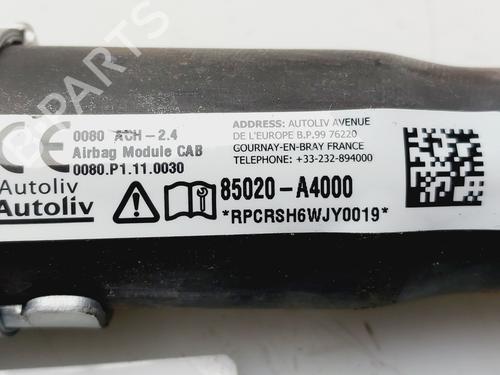 0080 ACH-2.4
Airbag Module CAB
0080.P1.11.0030
Autoliv
Autoliv
ADDRESS: AUTOLIV AVENUE
DE L'EUROPE B.P.99 76220
GOURNAY-EN-BRAY FRANCE
TELEPHONE: +33-232-894000
85020-A4000
*RPCRSH6WJY0019*
B-PARTS